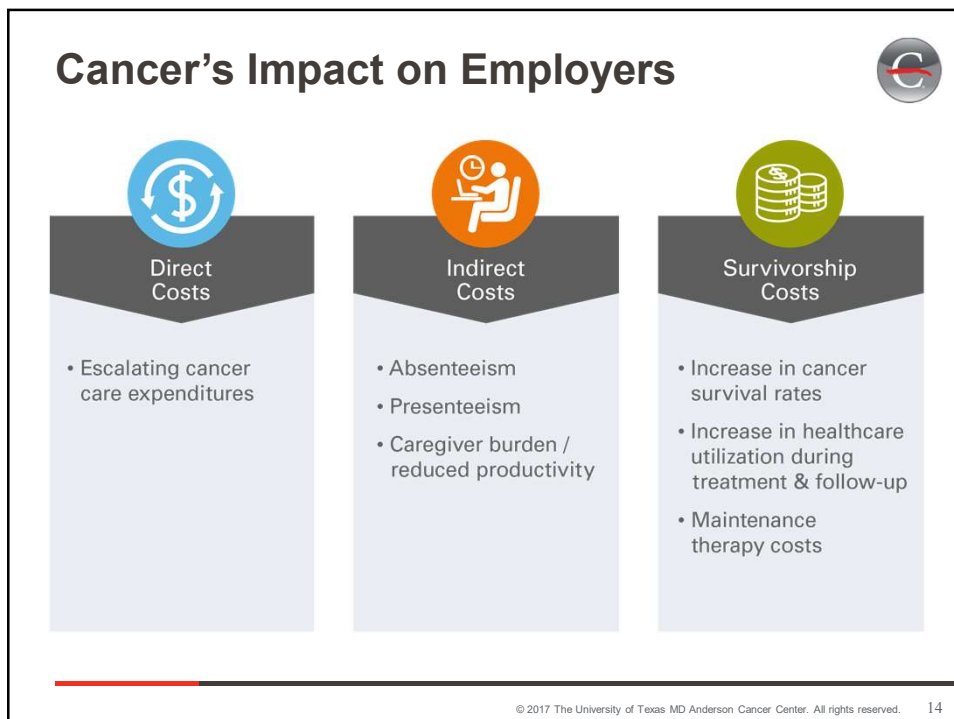 Cancer’s Impact on Employers
C
$
Direct
Costs
• Escalating cancer
care expenditures
Indirect
Costs
• Absenteeism
• Presenteeism
• Caregiver burden /
reduced productivity
$
Survivorship
Costs
• Increase in cancer
survival rates
• Increase in healthcare
utilization during
treatment & follow-up
• Maintenance
therapy costs
© 2017 The University of Texas MD Anderson Cancer Center. All rights reserved. 14